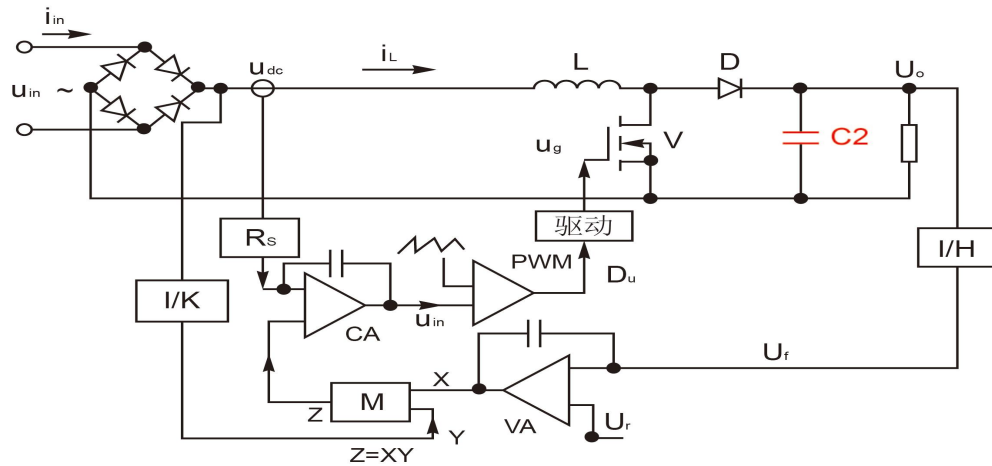 iin
uin ~
udc
iL
L
D
Uo
ug
V
C2
RS
驱动
I/H
PWM
Du
I/K
CA
uin
Uf
X
M
Z
Y
VA
Ur
Z=XY